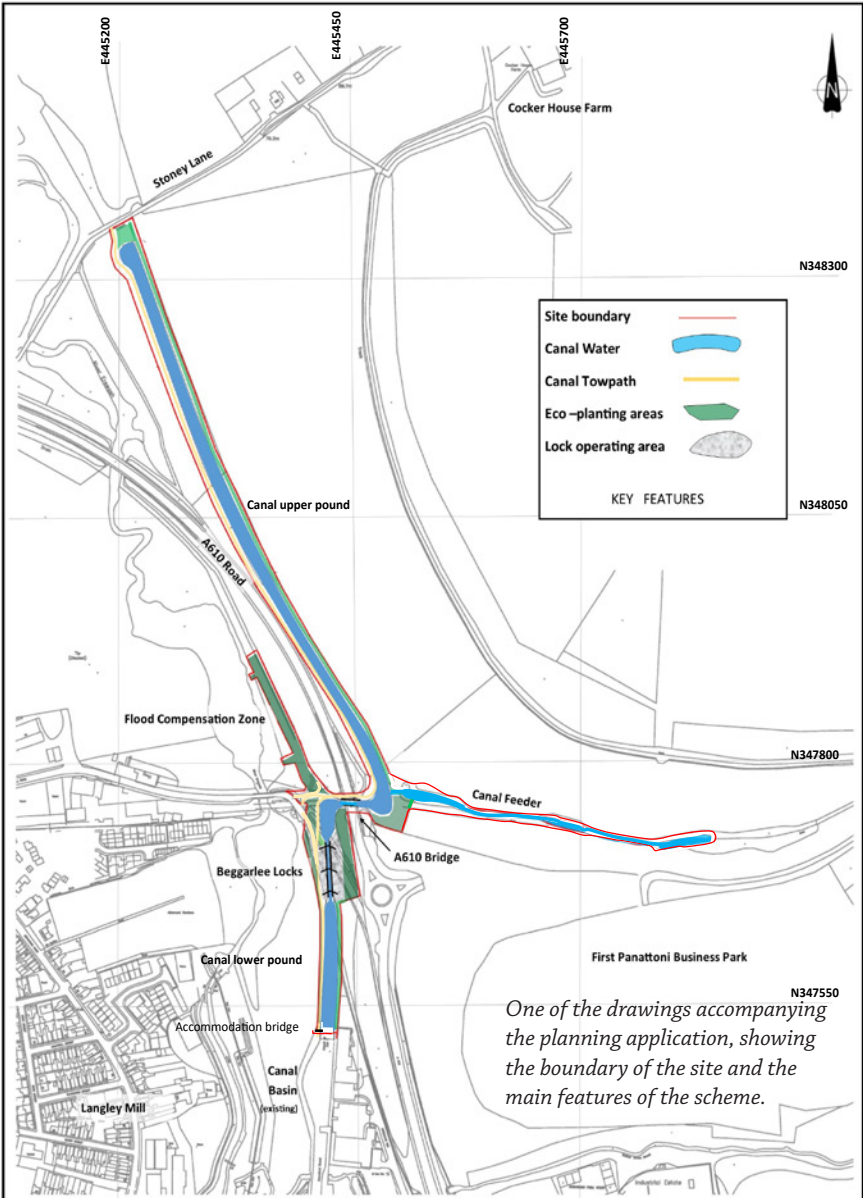 E445200
E445450
E445700
N
Cocker House Farm
Stoney Lane
N348300
Site boundary
Canal Water
Canal Towpath
Eco –planting areas
Lock operating area
KEY FEATURES
N348050
Canal upper pound
A610 Road
Flood Compensation Zone
N347800
Canal Feeder
A610 Bridge
Beggarlee Locks
Canal lower pound
First Panattoni Business Park
N347550
Accommodation bridge
Canal
Basin
(existing)
Langley Mill
One of the drawings accompanying
the planning application, showing
the boundary of the site and the
main features of the scheme.